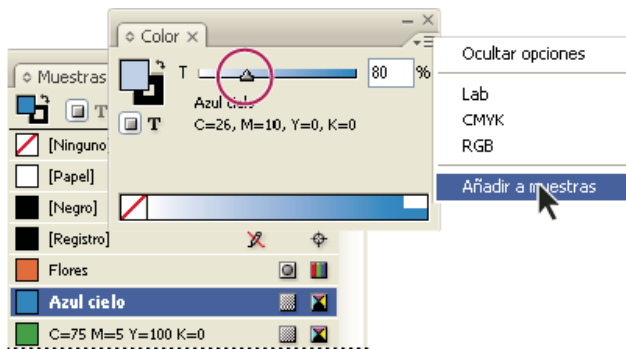 Color
T 80 %
Azul cielo
C=26, M=10, Y=0, K=0
T
Ocultar opciones
Lab
CMYK
RGB
Añadir a muestras
Muestras
T
[Ninguno]
[Papel]
[Negro]
[Registro]
Flores
Azul cielo
C=75 M=5 Y=100 K=0